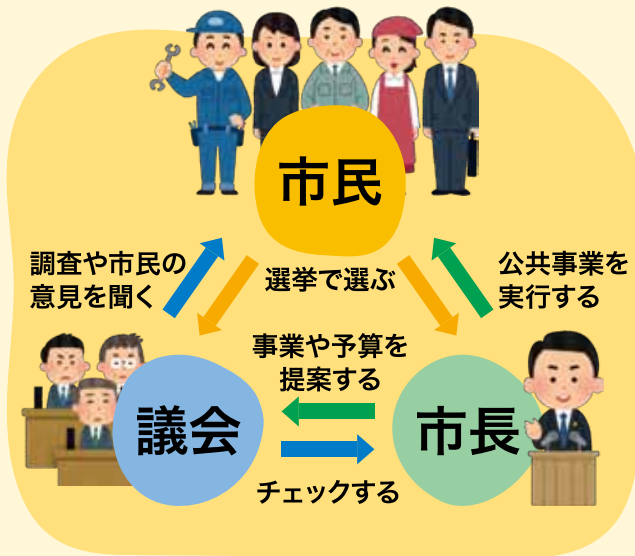 市民
調査や市民の
意見を聞く
選挙で選ぶ
公共事業を
実行する
事業や予算を
提案する
議会
市長
チェックする